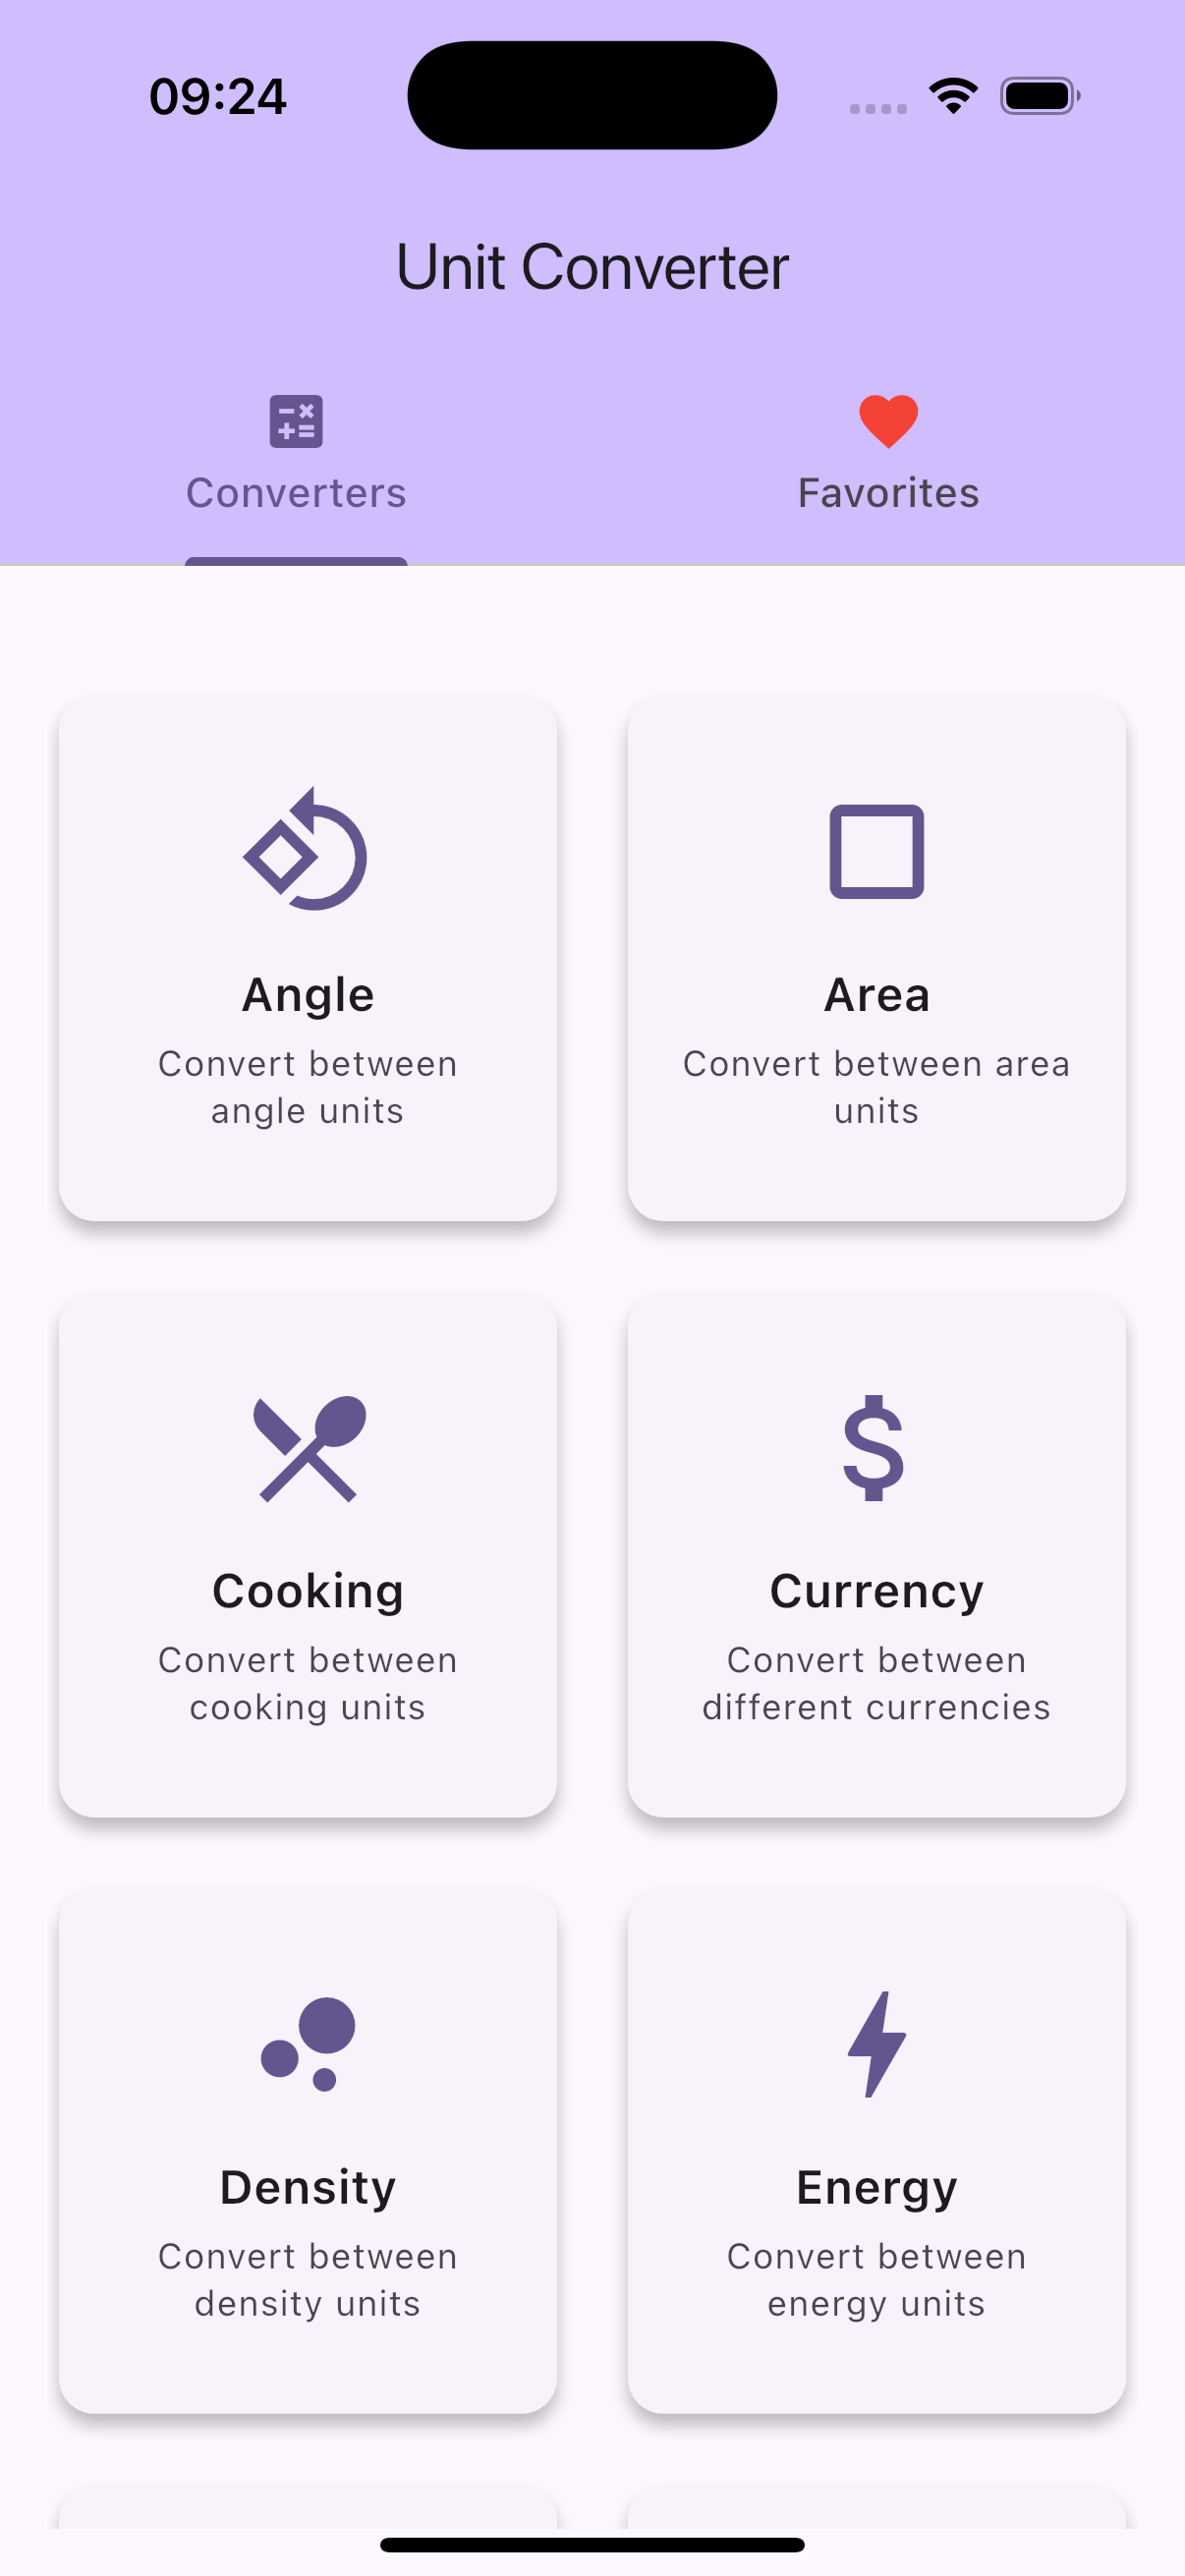 09:24
Unit Converter
Converters
Favorites
Angle
Convert between
angle units
Area
Convert between area
units
Cooking
Convert between
cooking units
Currency
Convert between
different currencies
Density
Convert between
density units
Energy
Convert between
energy units